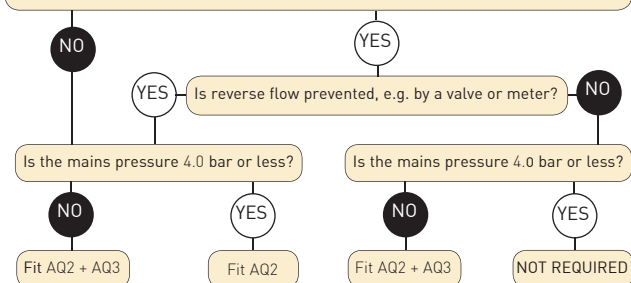 NO
YES
YES
Is reverse flow prevented, e.g. by a valve or meter?
NO
Is the mains pressure 4.0 bar or less?
Is the mains pressure 4.0 bar or less?
NO
YES
NO
YES
Fit AQ2 + AQ3
Fit AQ2
Fit AQ2 + AQ3
NOT REQUIRED